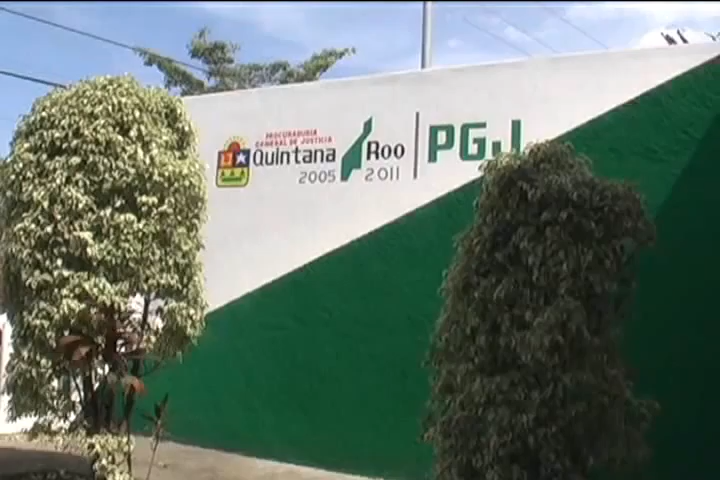 PROCURADURIA
GENERAL DE JUSTICIA
Quintana Roo
2005 2011
PGJ